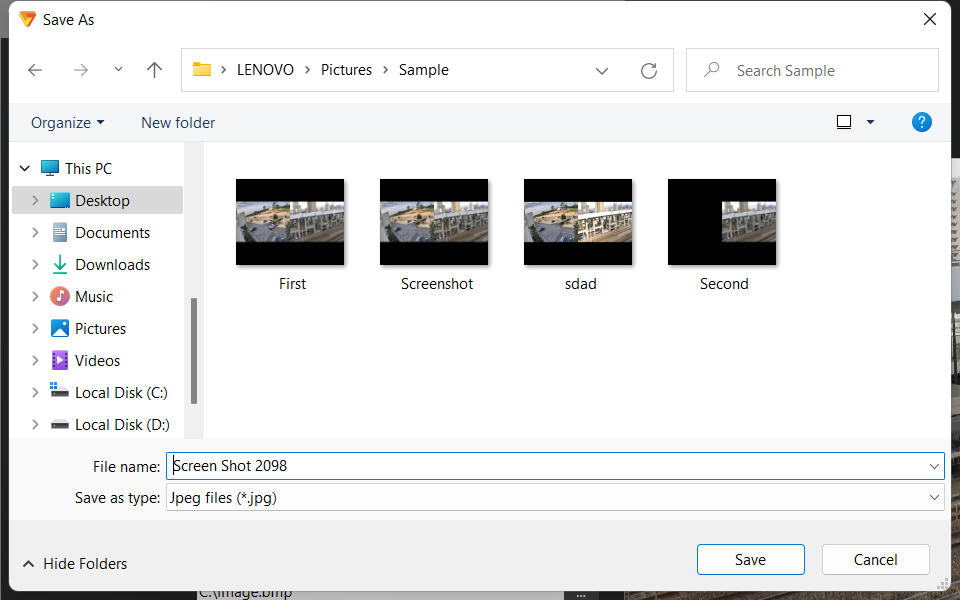 Save As
LENOVO > Pictures > Sample
Search Sample
Organize
New folder
?
This PC
Desktop
Documents
Downloads
Music
Pictures
Videos
Local Disk (C:)
Local Disk (D:)
First
Screenshot
sdad
Second
File name: Screen Shot 2098
Save as type: Jpeg files (*.jpg)
Hide Folders
Save
Cancel
C:\image.bmp
...